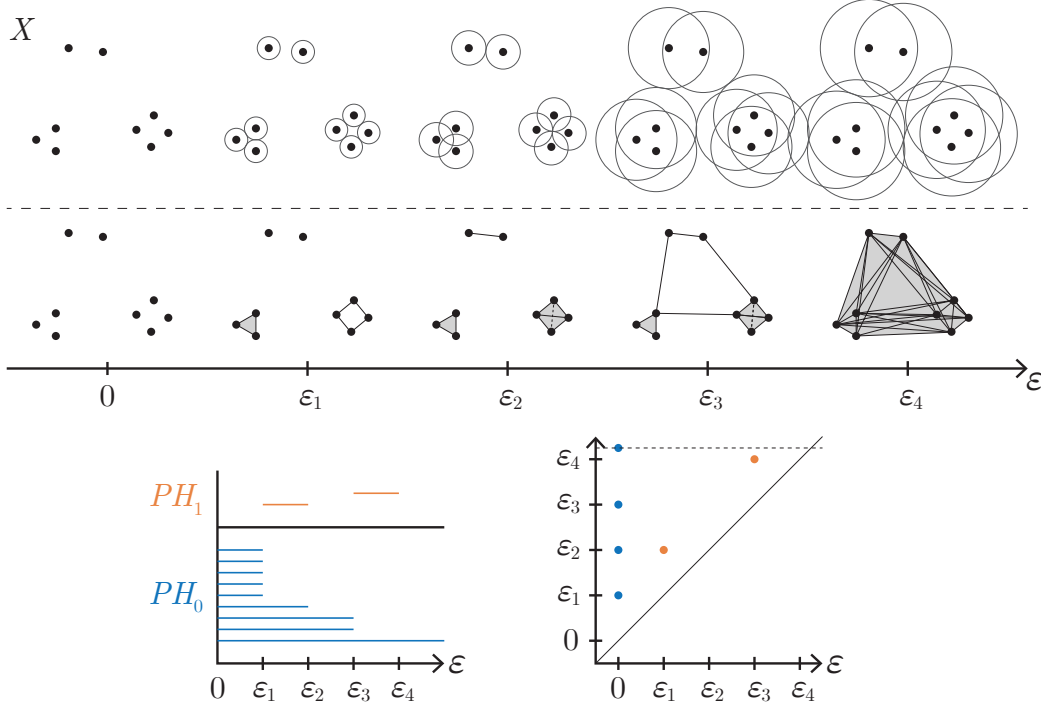 X
0 ε₁ ε₂ ε₃ ε₄ ε
PH₁
PH₀
0 ε₁ ε₂ ε₃ ε₄ ε
ε₄
ε₃
ε₂
ε₁
0
0 ε₁ ε₂ ε₃ ε₄